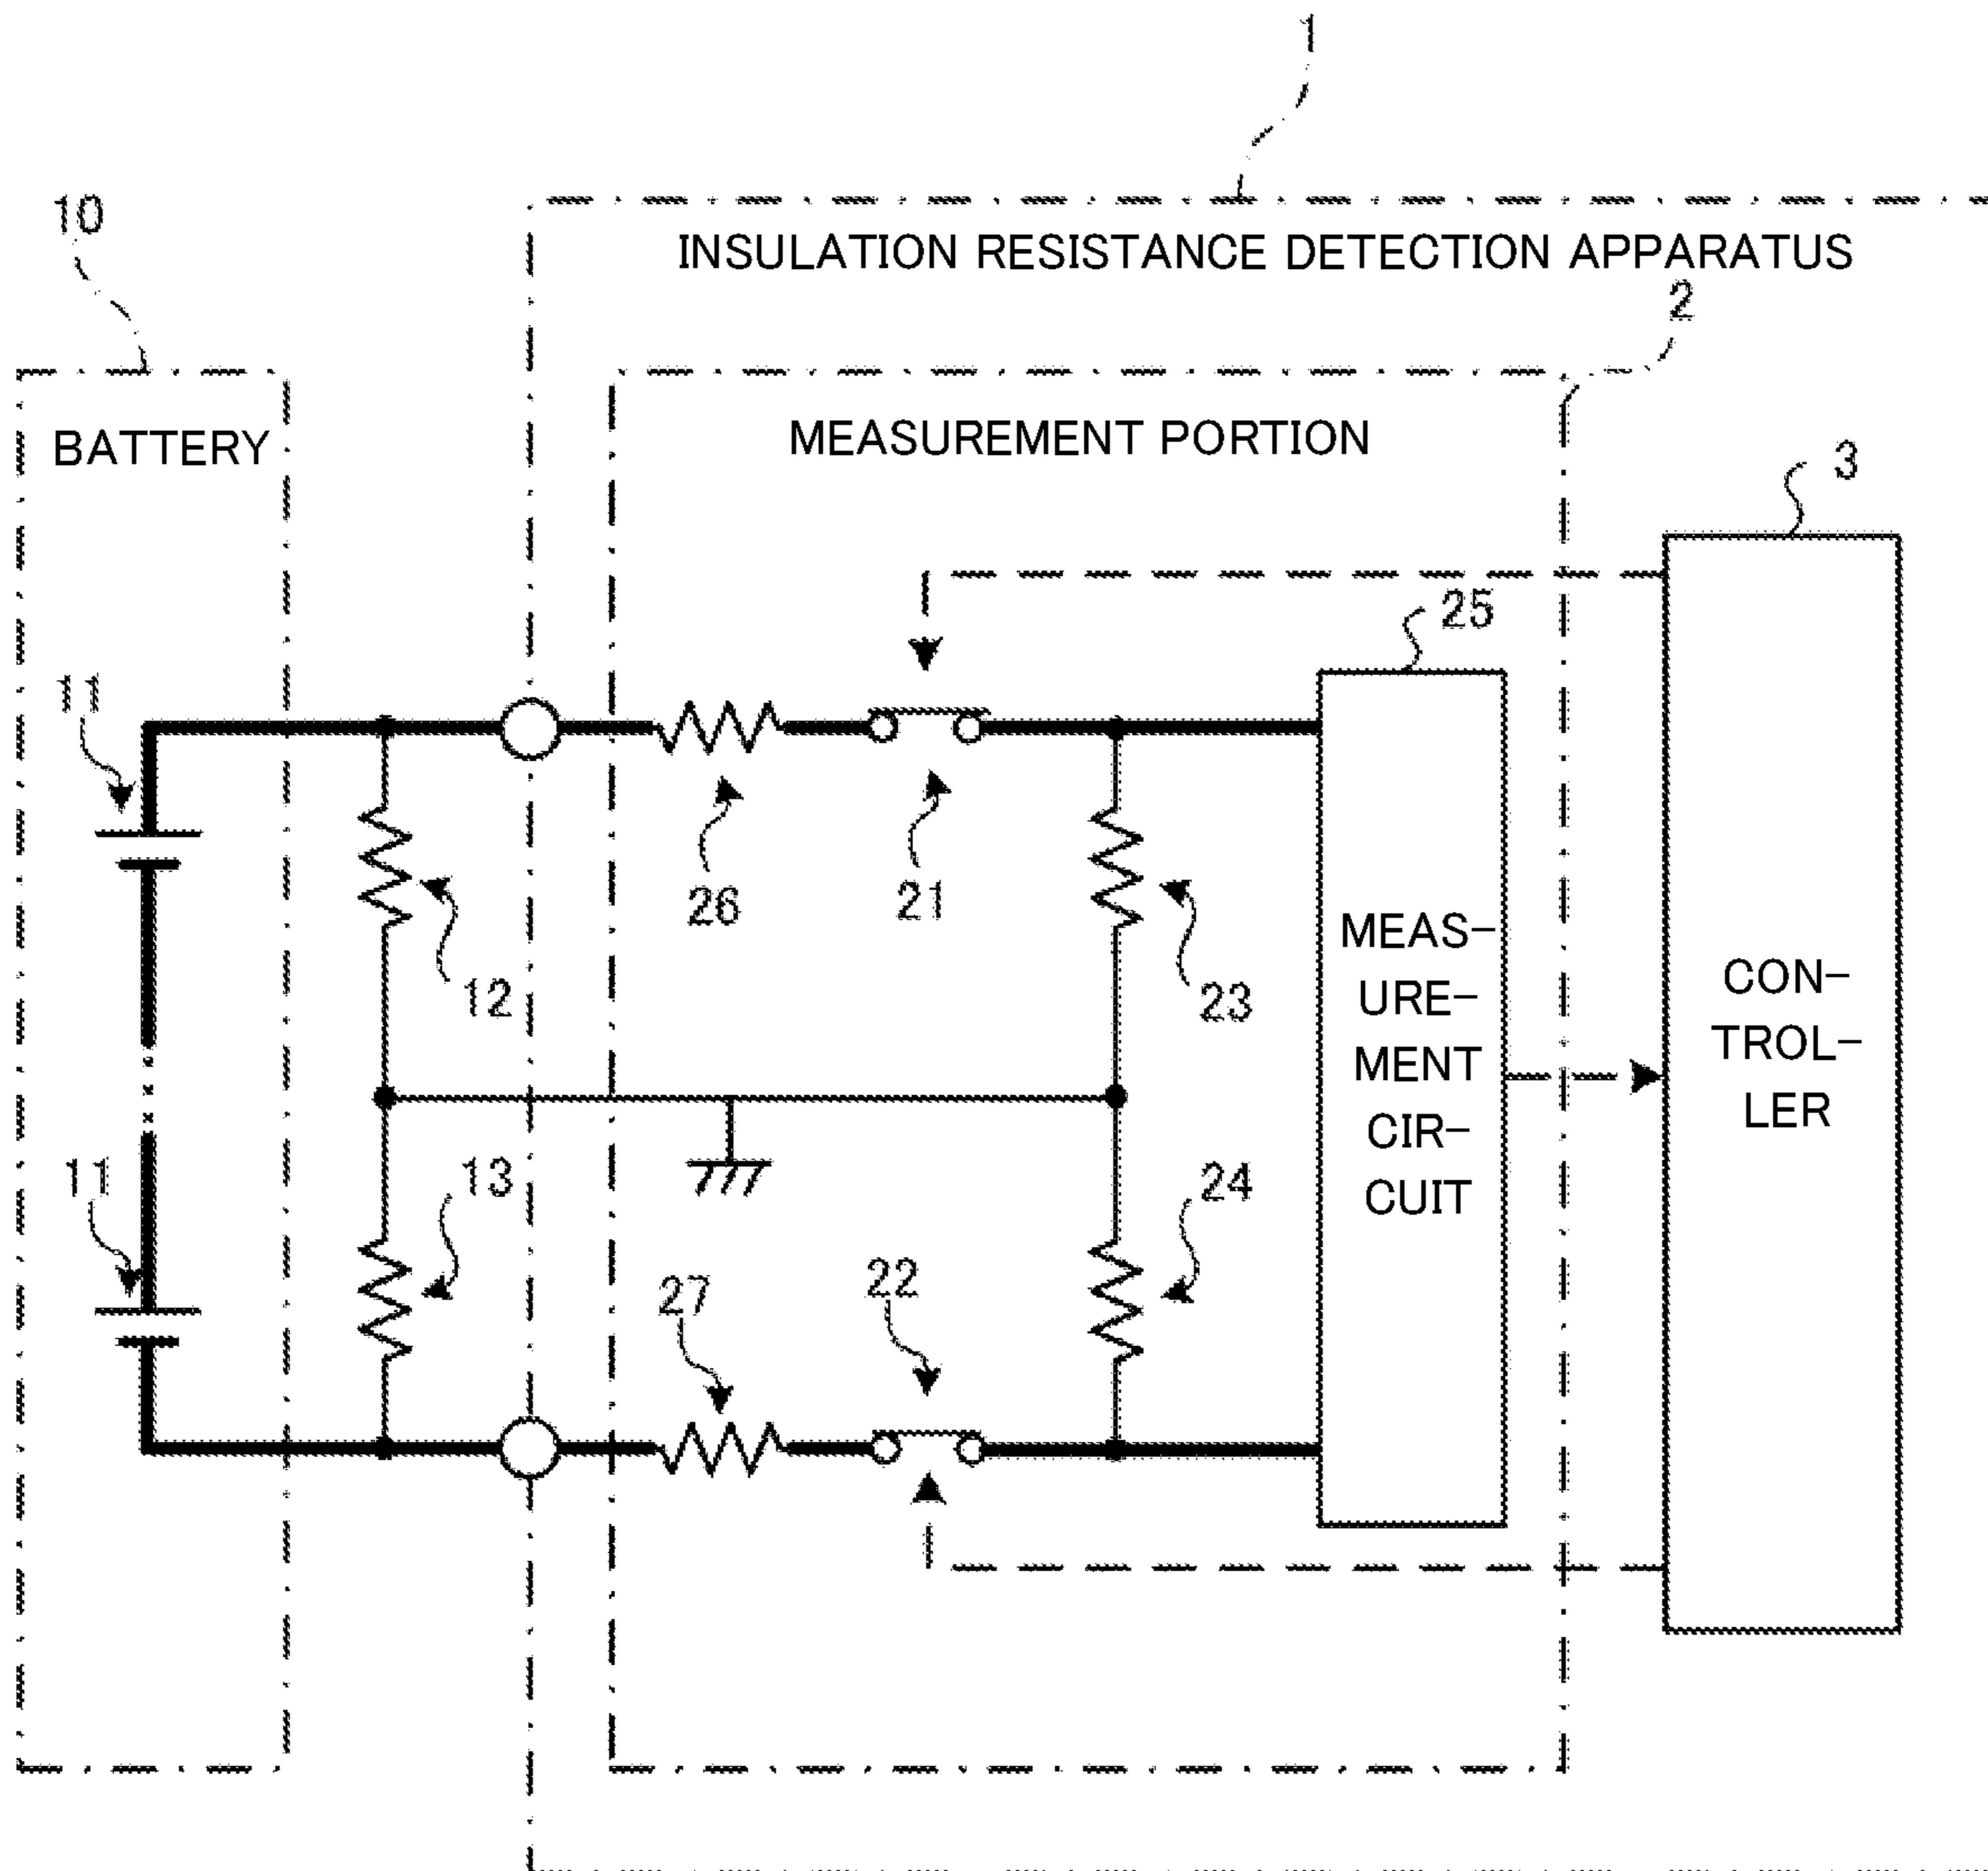 1
10
INSULATION RESISTANCE DETECTION APPARATUS
2
BATTERY
MEASUREMENT PORTION
3
25
11
26
21
12
23
MEAS-
URE-
MENT
CIR-
CUIT
CON-
TROL-
LER
11
13
24
27
22